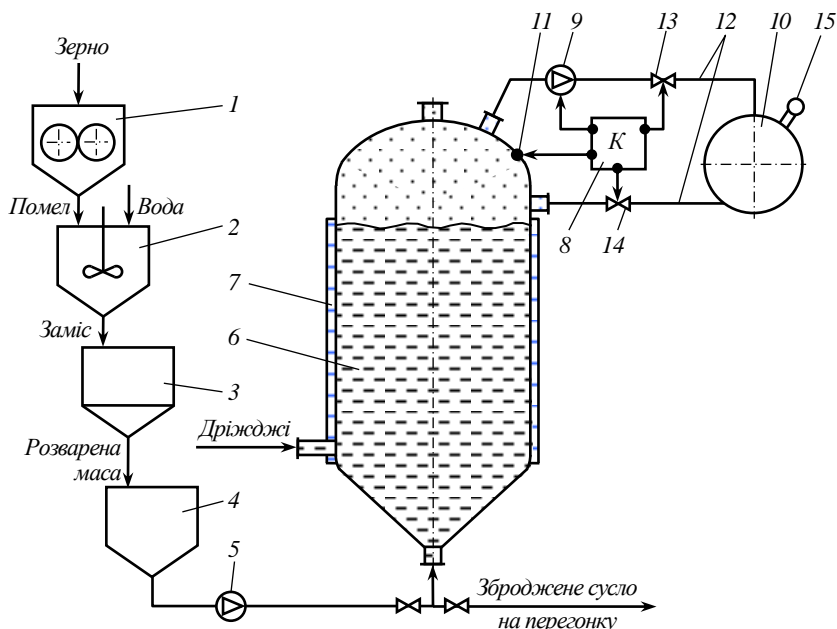 Зерно
1
Помел
Вода
2
Заміс
3
Розварена
маса
4
5
Дріжджі
6
7
8
К
9
10
11
12
13
14
15
Зброджене сусло
на перегонку